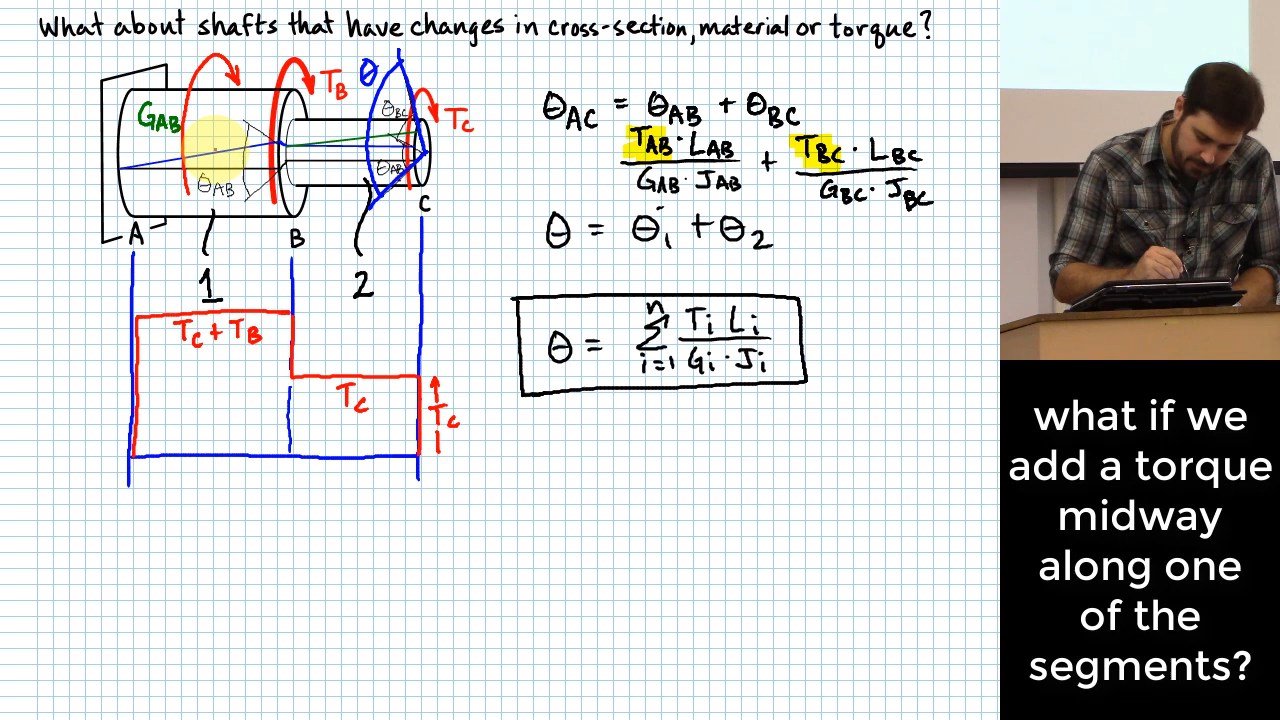 What about shafts that have changes in cross-section, material or torque?
θ
T_B
T_C
G_AB
θ_BC
θ_AB
θ_AB
A
B
C
1
2
T_C + T_B
T_C
T_C
θ_AC = θ_AB + θ_BC
T_AB · L_AB / G_AB · J_AB + T_BC · L_BC / G_BC · J_BC
θ = θ_1 + θ_2
θ = Σ_{i=1}^{n} T_i L_i / G_i · J_i
what if we
add a torque
midway
along one
of the
segments?